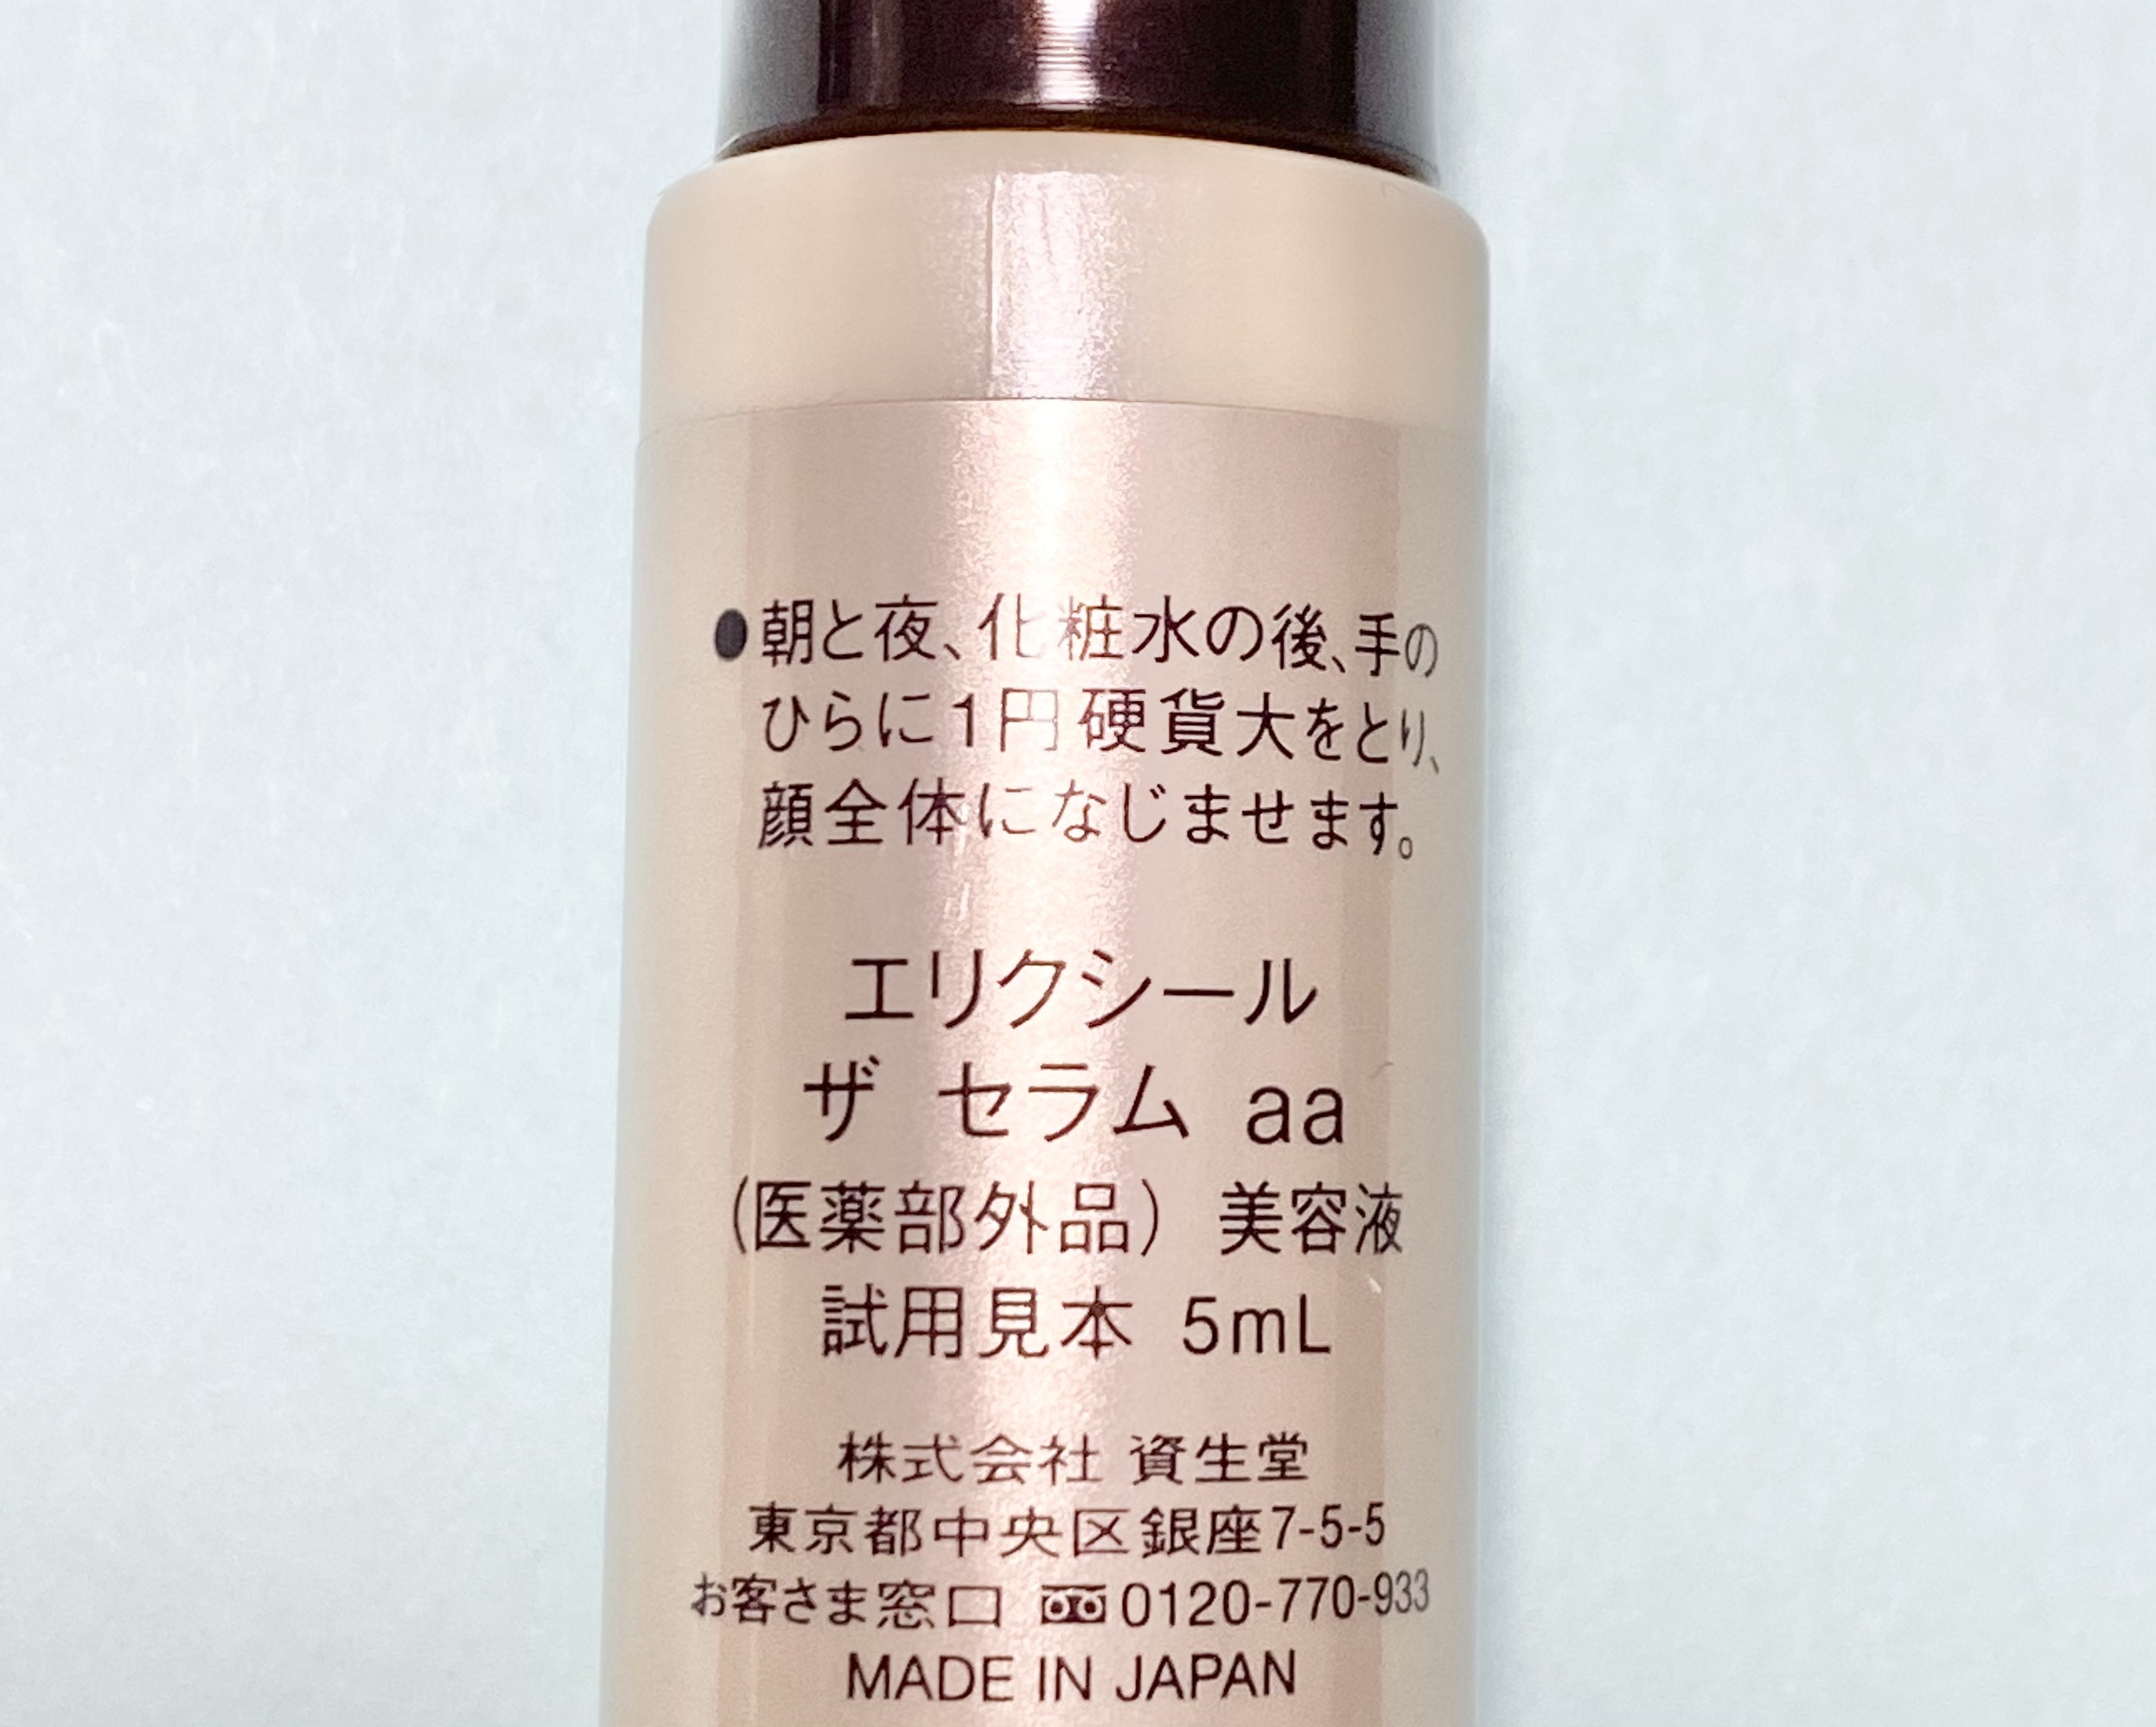 ●朝と夜、化粧水の後、手の
ひらに1円硬貨大をとり、
顔全体になじませます。
エリクシール
ザ セラム aa
(医薬部外品) 美容液
試用見本 5mL
株式会社 資生堂
東京都中央区銀座7-5-5
お客さま窓口 0120-770-933
MADE IN JAPAN